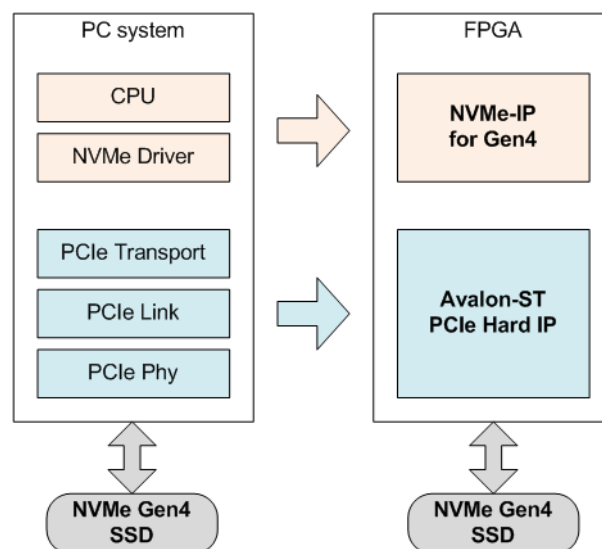 PC system
CPU
NVMe Driver
PCIe Transport
PCIe Link
PCIe Phy
NVMe Gen4
SSD
FPGA
NVMe-IP
for Gen4
Avalon-ST
PCIe Hard IP
NVMe Gen4
SSD